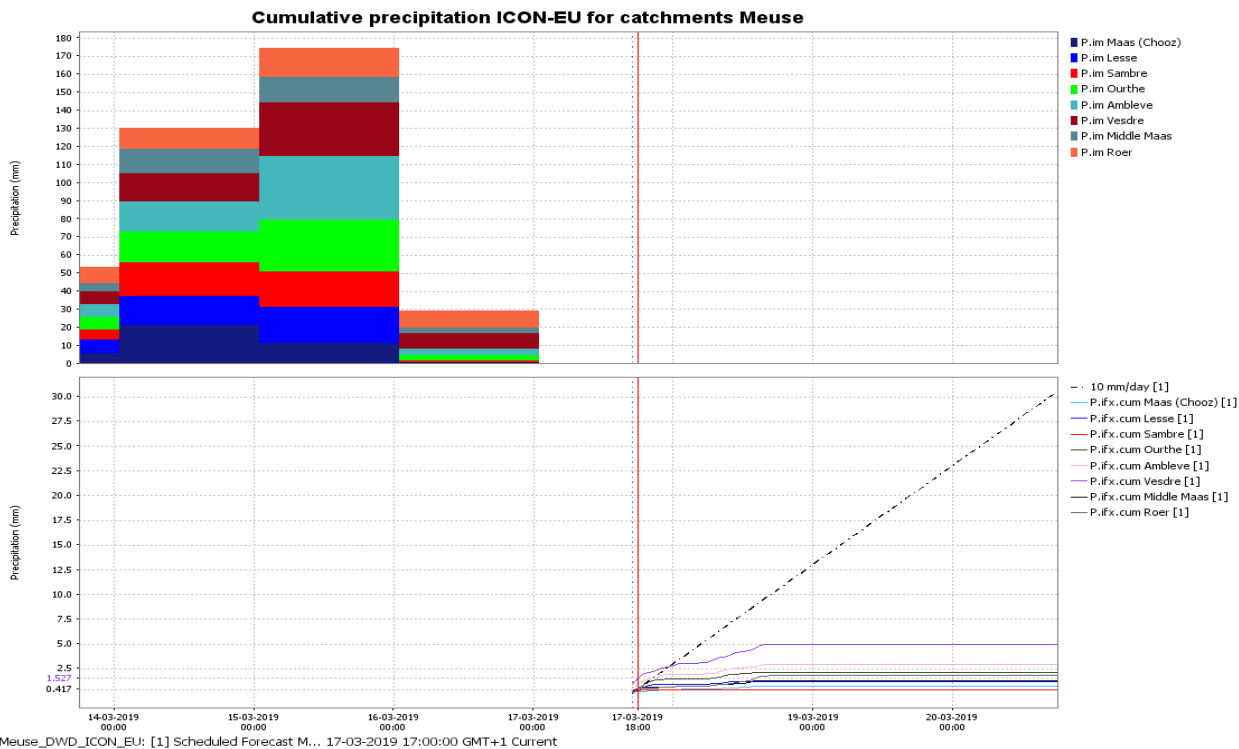 Cumulative precipitation ICON-EU for catchments Meuse
180
170
160
150
140
130
120
110
100
90
80
70
60
50
40
30
20
10
0
Precipitation (mm)
P.im Maas (Chooz)
P.im Lesse
P.im Sambre
P.im Ourthe
P.im Ambleve
P.im Vesdre
P.im Middle Maas
P.im Roer
30.0
27.5
25.0
22.5
20.0
17.5
15.0
12.5
10.0
7.5
5.0
2.5
1.527
0.417
Precipitation (mm)
10 mm/day [1]
P.ifx.cum Maas (Chooz) [1]
P.ifx.cum Lesse [1]
P.ifx.cum Sambre [1]
P.ifx.cum Ourthe [1]
P.ifx.cum Ambleve [1]
P.ifx.cum Vesdre [1]
P.ifx.cum Middle Maas [1]
P.ifx.cum Roer [1]
14-03-2019 15-03-2019 16-03-2019 17-03-2019 17-03-2019 19-03-2019 20-03-2019
00:00 00:00 00:00 00:00 18:00 00:00 00:00
Meuse_DWD_ICON_EU: [1] Scheduled Forecast M... 17-03-2019 17:00:00 GMT+1 Current